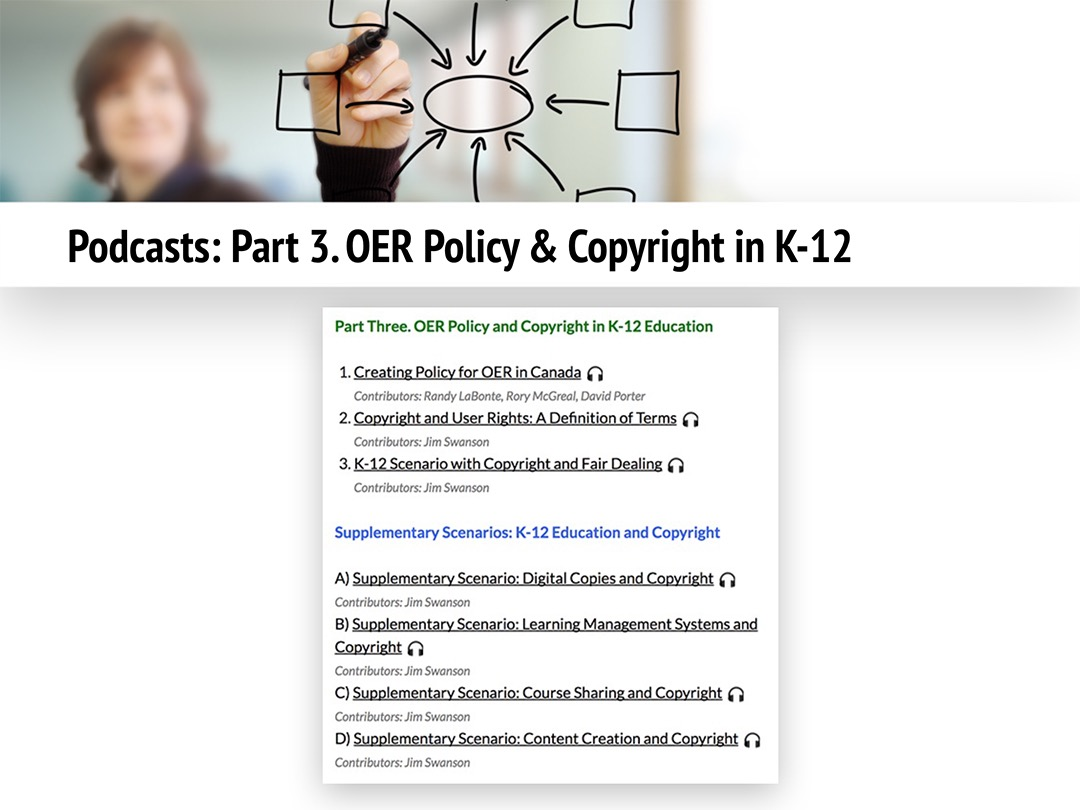 Podcasts: Part 3. OER Policy & Copyright in K-12
Part Three. OER Policy and Copyright in K-12 Education
1. Creating Policy for OER in Canada
Contributors: Randy LaBonte, Rory McGreal, David Porter
2. Copyright and User Rights: A Definition of Terms
Contributors: Jim Swanson
3. K-12 Scenario with Copyright and Fair Dealing
Contributors: Jim Swanson
Supplementary Scenarios: K-12 Education and Copyright
A) Supplementary Scenario: Digital Copies and Copyright
Contributors: Jim Swanson
B) Supplementary Scenario: Learning Management Systems and
Copyright
Contributors: Jim Swanson
C) Supplementary Scenario: Course Sharing and Copyright
Contributors: Jim Swanson
D) Supplementary Scenario: Content Creation and Copyright
Contributors: Jim Swanson